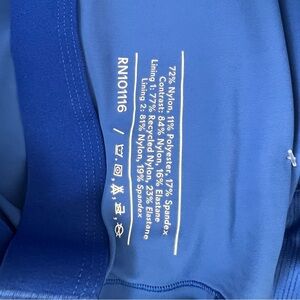 72% Nylon, 11% Polyester, 17% Spandex
Contrast: 84% Nylon, 16% Elastane
Lining 1: 77% Recycled Nylon, 23% Elastane
Lining 2: 81% Nylon, 19% Spandex
RN101116 /